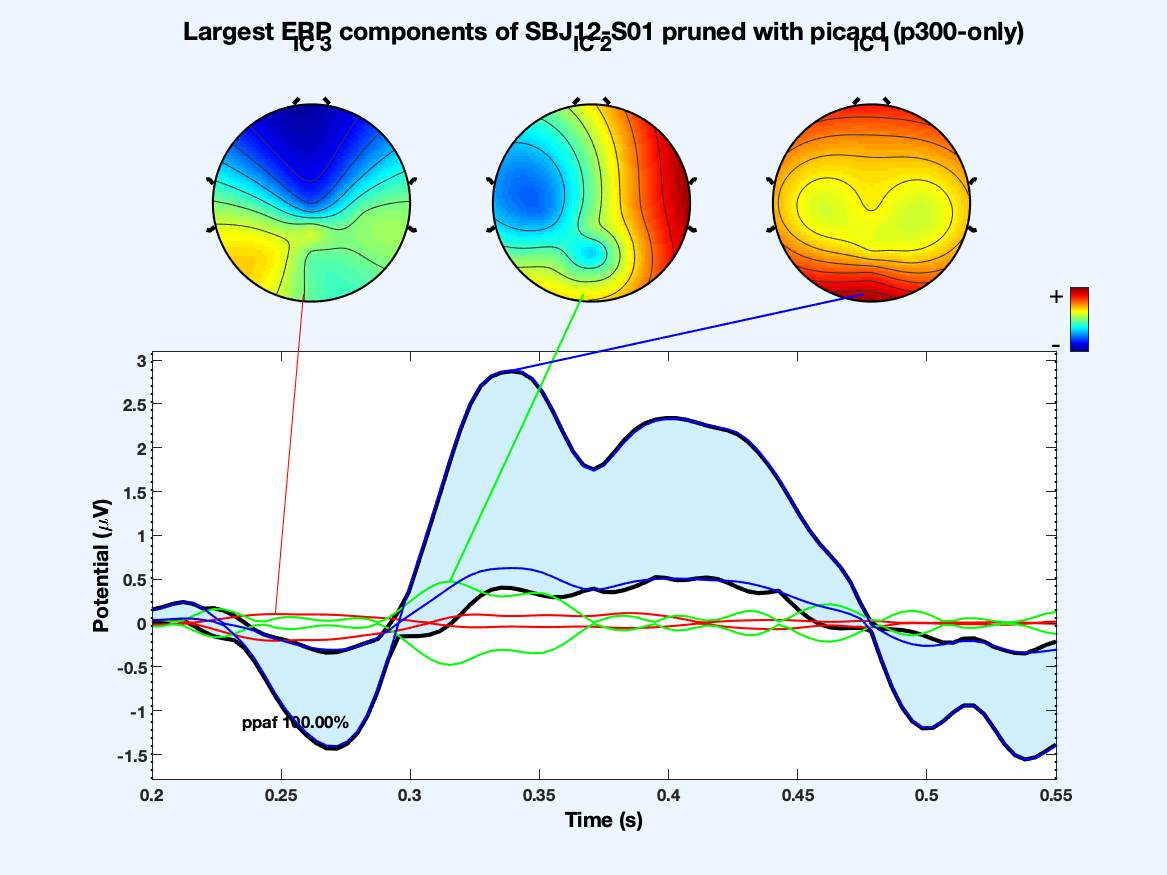 Largest ERP components of SBJ12-S01 pruned with picard (p300-only)
IC 3 IC 2 IC 1
+
-
3
2.5
2
1.5
1
0.5
0
-0.5
-1
-1.5
Potential (μV)
ppaf 100.00%
0.2 0.25 0.3 0.35 0.4 0.45 0.5 0.55
Time (s)